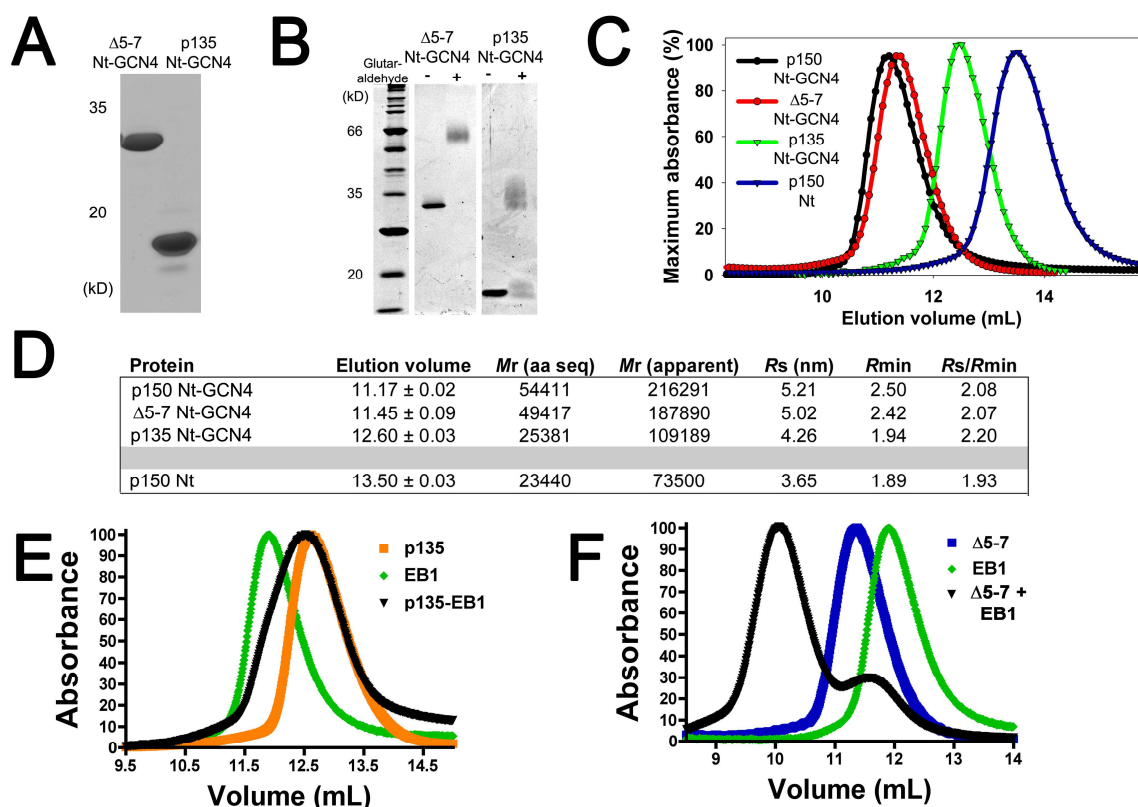 A
Δ5-7 p135
Nt-GCN4 Nt-GCN4
35
20
(kD)
B
Δ5-7 p135
Glutar- Nt-GCN4 Nt-GCN4
aldehyde - + - +
(kD)
66
35
20
C
Maximum absorbance (%)
100
80
60
40
20
0
10 12 14
Elution volume (mL)
p150
Nt-GCN4
Δ5-7
Nt-GCN4
p135
Nt-GCN4
p150
Nt
D
Protein Elution volume Mr (aa seq) Mr (apparent) Rs (nm) Rmin Rs/Rmin
p150 Nt-GCN4 11.17 ± 0.02 54411 216291 5.21 2.50 2.08
Δ5-7 Nt-GCN4 11.45 ± 0.09 49417 187890 5.02 2.42 2.07
p135 Nt-GCN4 12.60 ± 0.03 25381 109189 4.26 1.94 2.20
p150 Nt 13.50 ± 0.03 23440 73500 3.65 1.89 1.93
E
Absorbance
100
90
80
70
60
50
40
30
20
10
0
9.5 10.5 11.5 12.5 13.5 14.5
Volume (mL)
p135
EB1
p135-EB1
F
Absorbance
100
90
80
70
60
50
40
30
20
10
0
9 10 11 12 13 14
Volume (mL)
Δ5-7
EB1
Δ5-7 +
EB1